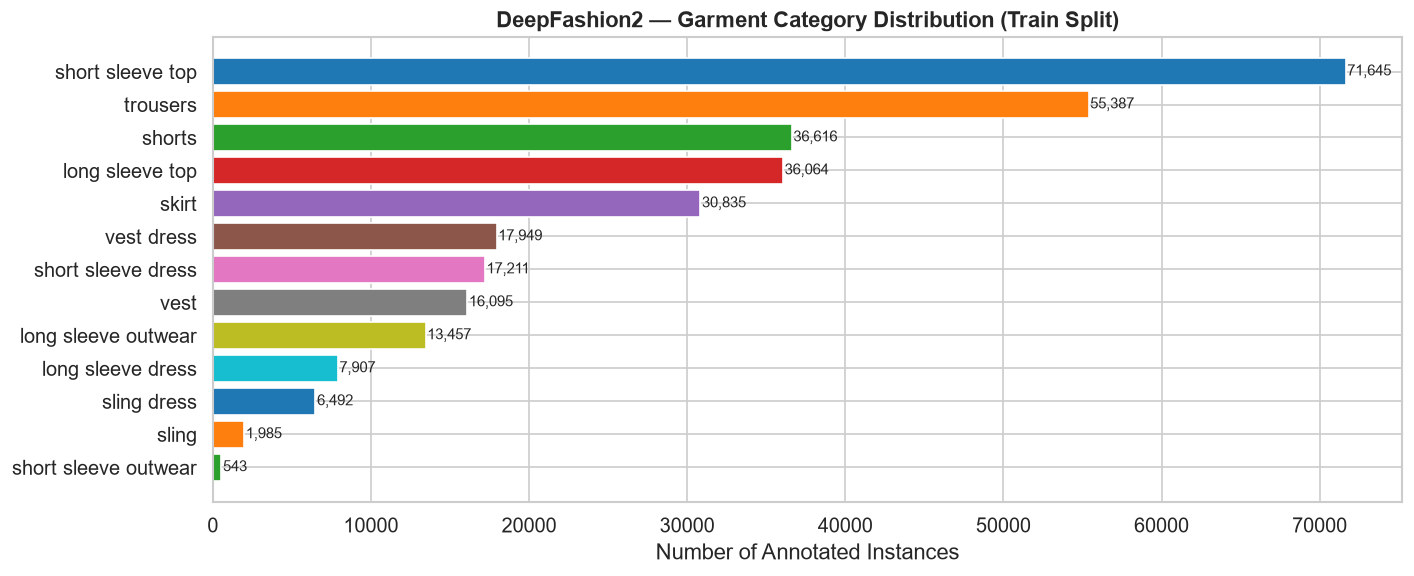 DeepFashion2 — Garment Category Distribution (Train Split)
short sleeve top 71,645
trousers 55,387
shorts 36,616
long sleeve top 36,064
skirt 30,835
vest dress 17,949
short sleeve dress 17,211
vest 16,095
long sleeve outwear 13,457
long sleeve dress 7,907
sling dress 6,492
sling 1,985
short sleeve outwear 543
0 10000 20000 30000 40000 50000 60000 70000
Number of Annotated Instances